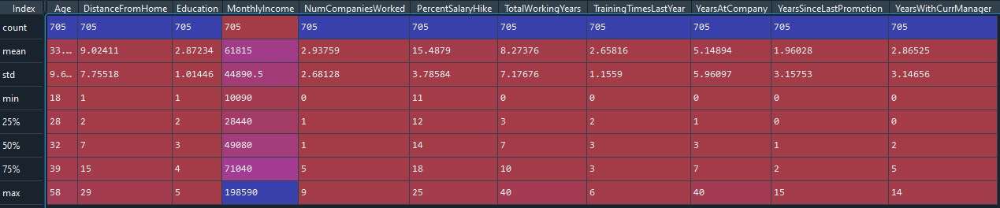 Index Age DistanceFromHome Education MonthlyIncome NumCompaniesWorked PercentSalaryHike TotalWorkingYears TrainingTimesLastYear YearsAtCompany YearsSinceLastPromotion YearsWithCurrManager
count 705 705 705 705 705 705 705 705 705 705 705
mean 33.… 9.02411 2.87234 61815 2.93759 15.4879 8.27376 2.65816 5.14894 1.96028 2.86525
std 9.6… 7.75518 1.01446 44890.5 2.68128 3.78584 7.17676 1.1559 5.96097 3.15753 3.14656
min 18 1 1 10090 0 11 0 0 0 0 0
25% 28 2 2 28440 1 12 3 2 1 0 0
50% 32 7 3 49080 1 14 7 3 3 1 2
75% 39 15 4 71040 5 18 10 3 7 2 5
max 58 29 5 198590 9 25 40 6 40 15 14